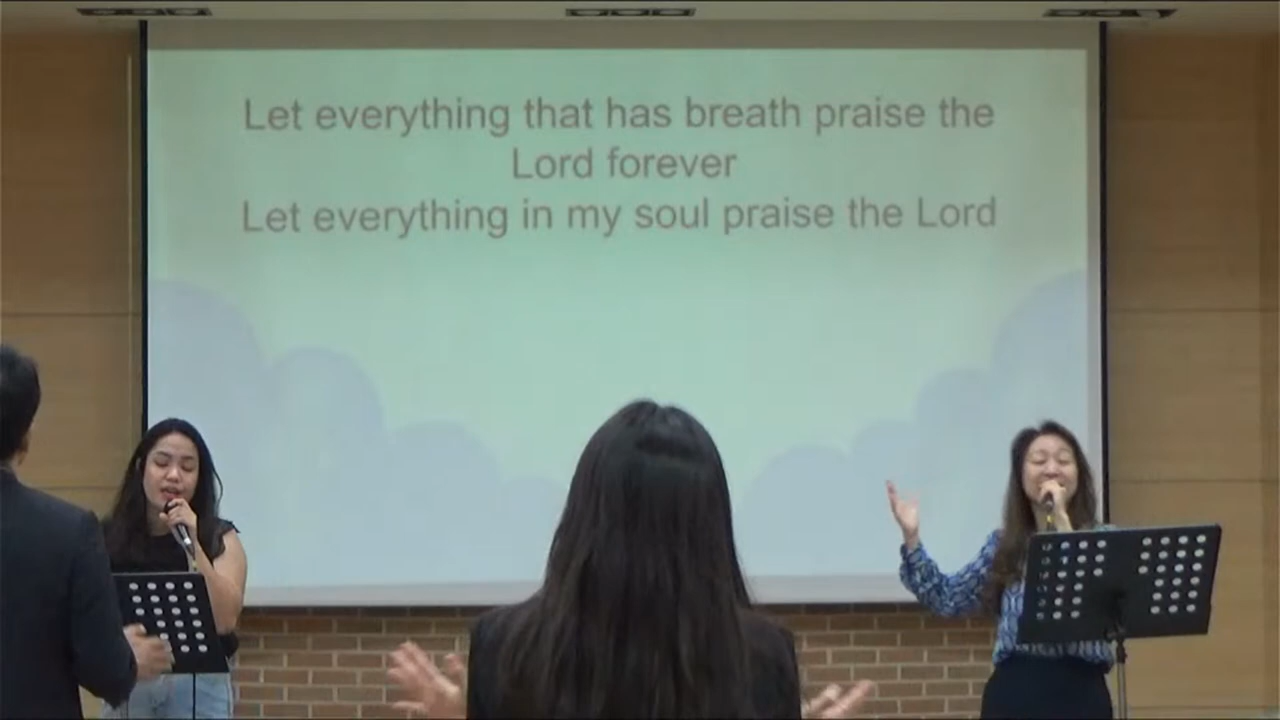 Let everything that has breath praise the
Lord forever
Let everything in my soul praise the Lord